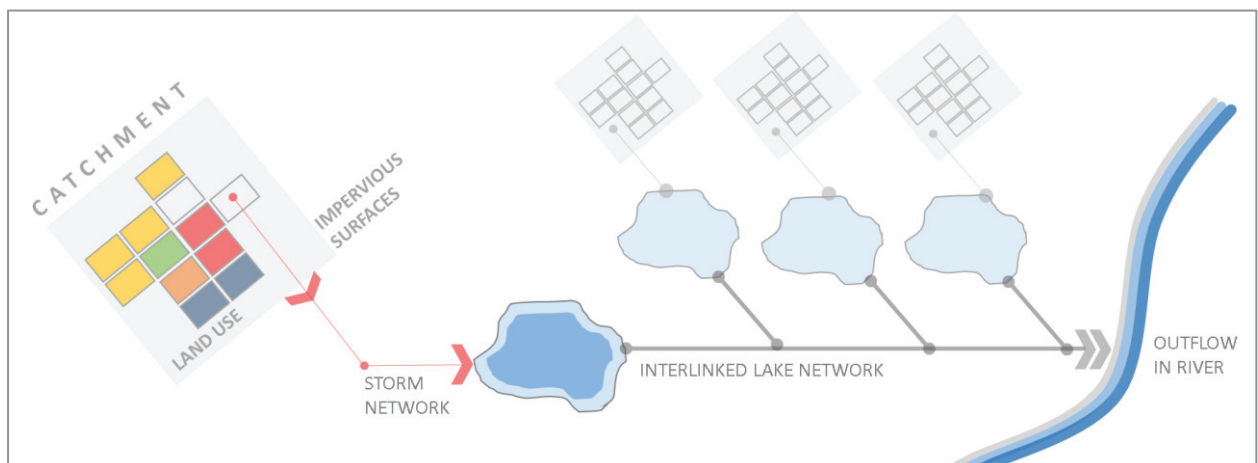 CATCHMENT
IMPERVIOUS
SURFACES
LAND USE
STORM
NETWORK
INTERLINKED LAKE NETWORK
OUTFLOW
IN RIVER